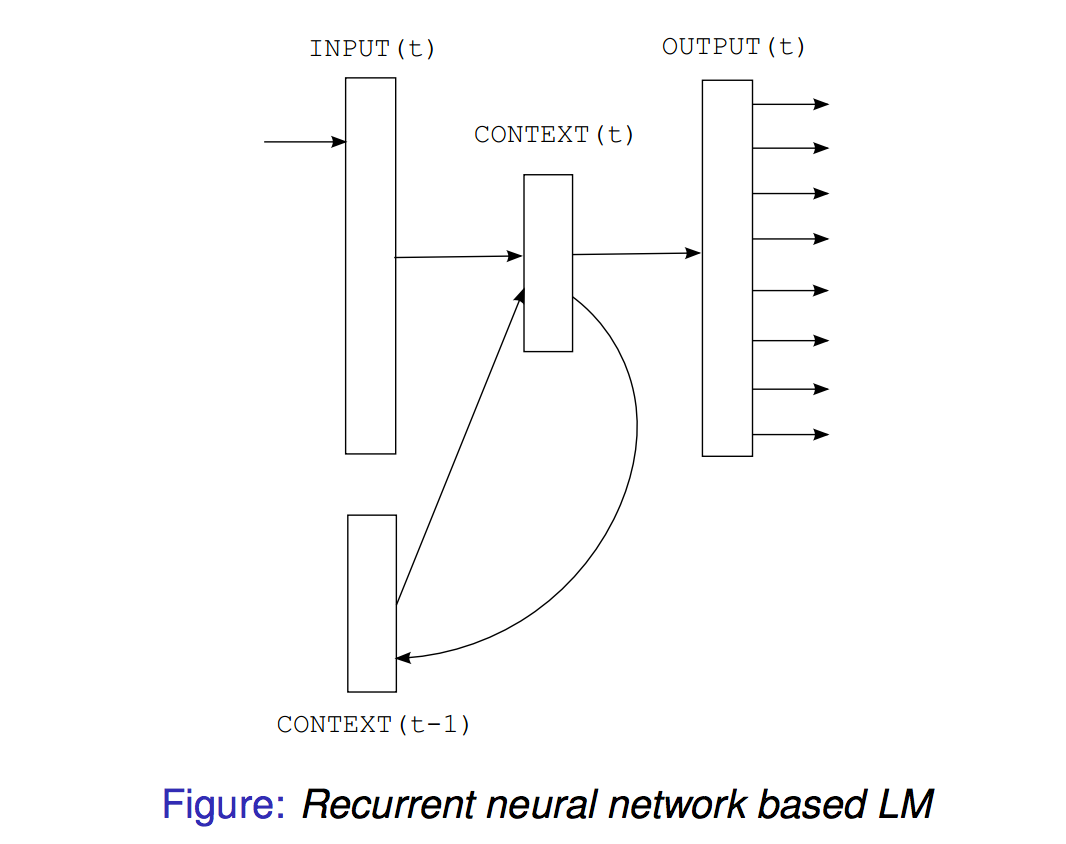 INPUT(t)
OUTPUT(t)
CONTEXT(t)
CONTEXT(t-1)
Figure: Recurrent neural network based LM